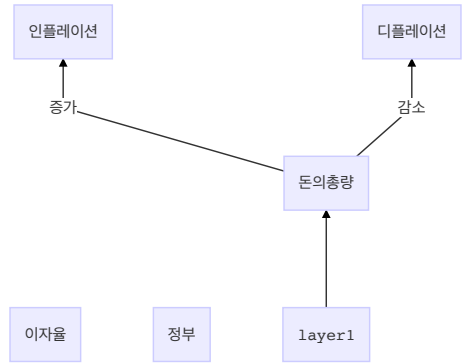 인플레이션
디플레이션
증가
감소
돈의총량
이자율
정부
layer1